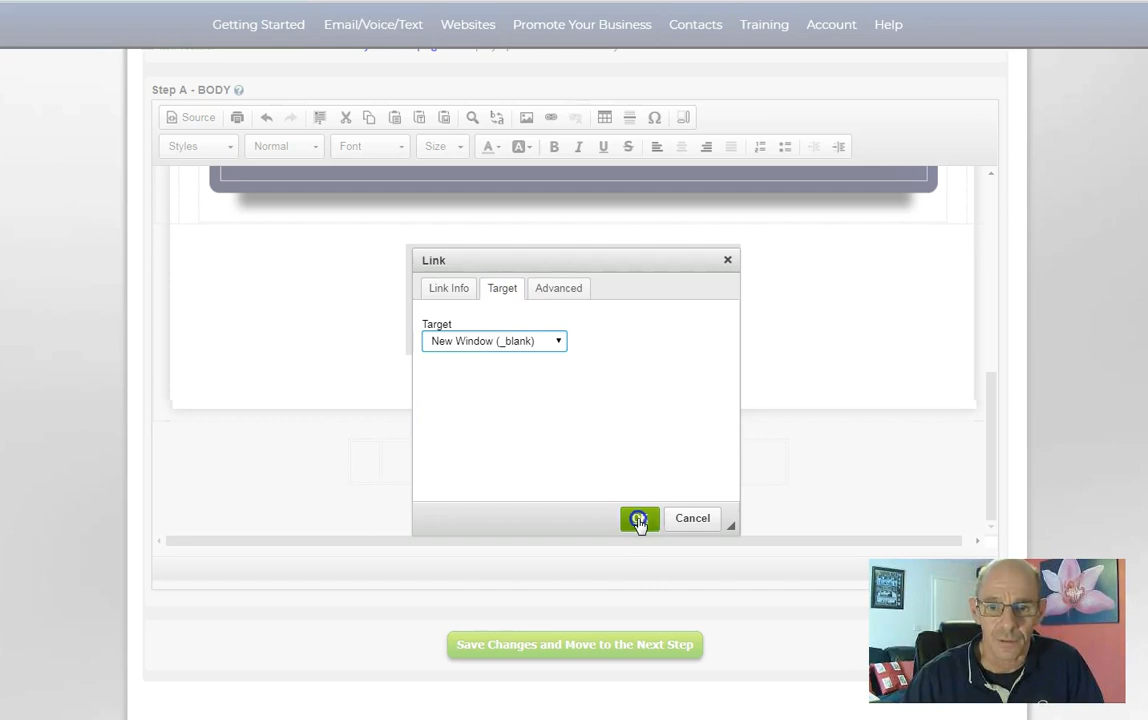 Getting Started Email/Voice/Text Websites Promote Your Business Contacts Training Account Help
Step A - BODY
Source
Styles Normal Font Size
Link
Link Info Target Advanced
Target
New Window (_blank)
Cancel
Save Changes and Move to the Next Step